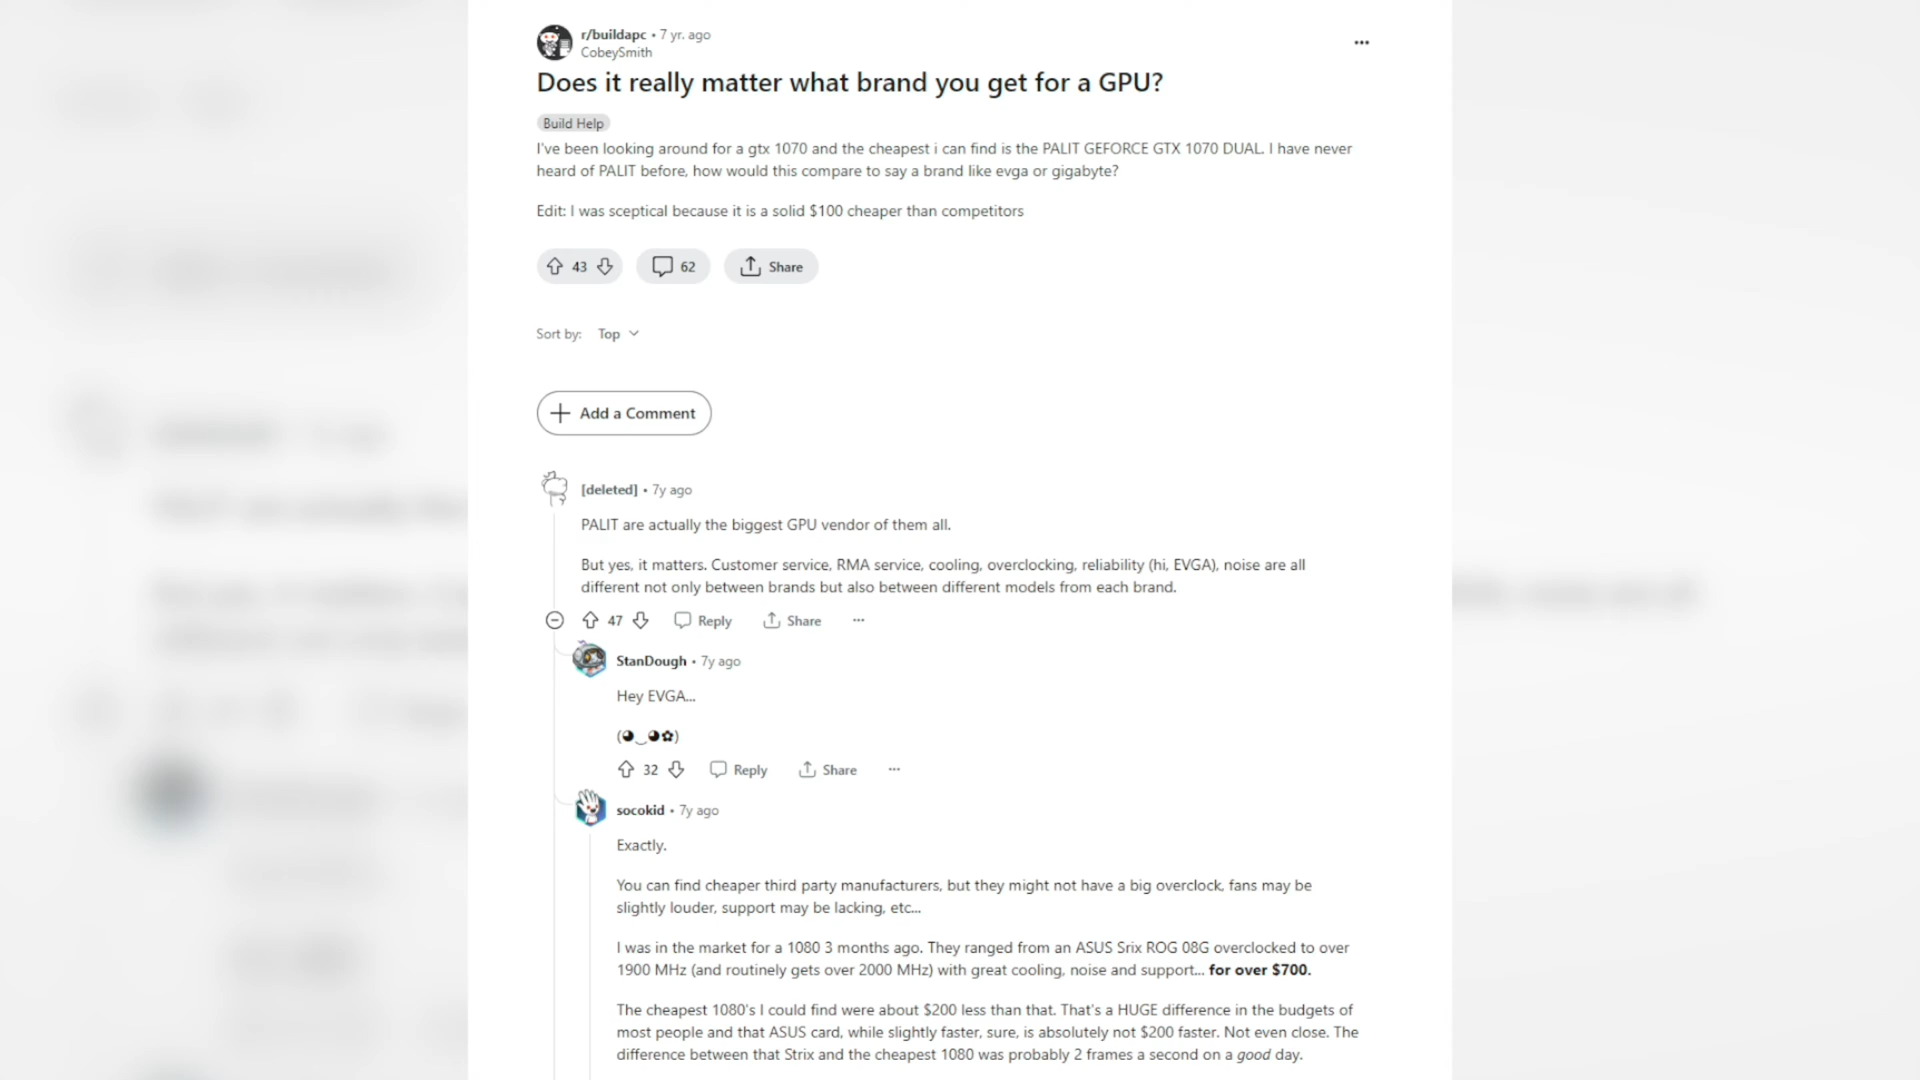 r/buildapc • 7 yr. ago
CobeySmith
Does it really matter what brand you get for a GPU?
Build Help
I've been looking around for a gtx 1070 and the cheapest i can find is the PALIT GEFORCE GTX 1070 DUAL. I have never
heard of PALIT before, how would this compare to say a brand like evga or gigabyte?
Edit: I was sceptical because it is a solid $100 cheaper than competitors
43
62
Share
Sort by: Top
Add a Comment
[deleted] • 7y ago
PALIT are actually the biggest GPU vendor of them all.
But yes, it matters. Customer service, RMA service, cooling, overclocking, reliability (hi, EVGA), noise are all
different not only between brands but also between different models from each brand.
47 Reply Share
StanDough • 7y ago
Hey EVGA...
(◕‿◕✿)
32 Reply Share
socokid • 7y ago
Exactly.
You can find cheaper third party manufacturers, but they might not have a big overclock, fans may be
slightly louder, support may be lacking, etc...
I was in the market for a 1080 3 months ago. They ranged from an ASUS Srix ROG 08G overclocked to over
1900 MHz (and routinely gets over 2000 MHz) with great cooling, noise and support... for over $700.
The cheapest 1080's I could find were about $200 less than that. That's a HUGE difference in the budgets of
most people and that ASUS card, while slightly faster, sure, is absolutely not $200 faster. Not even close. The
difference between that Strix and the cheapest 1080 was probably 2 frames a second on a good day.